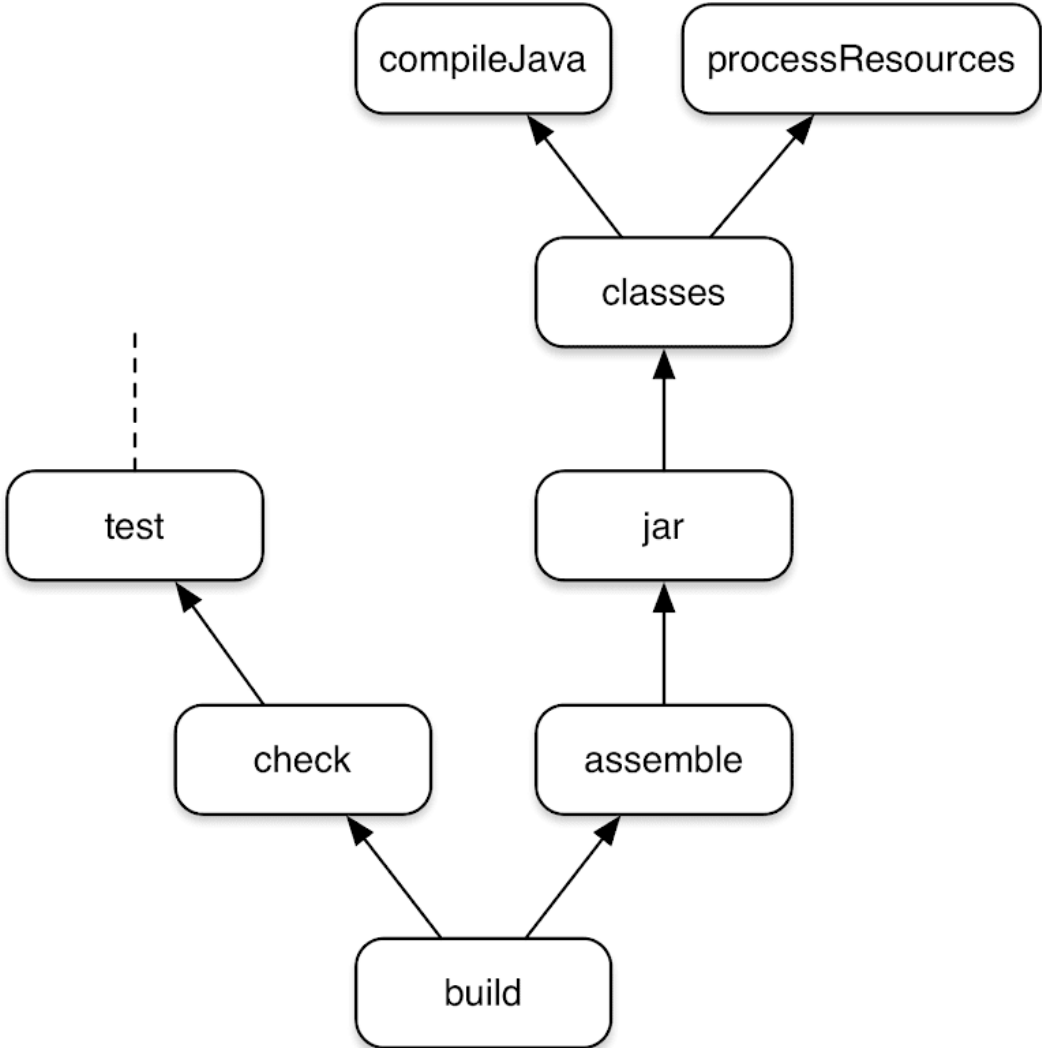 compileJava
processResources
classes
test
jar
check
assemble
build